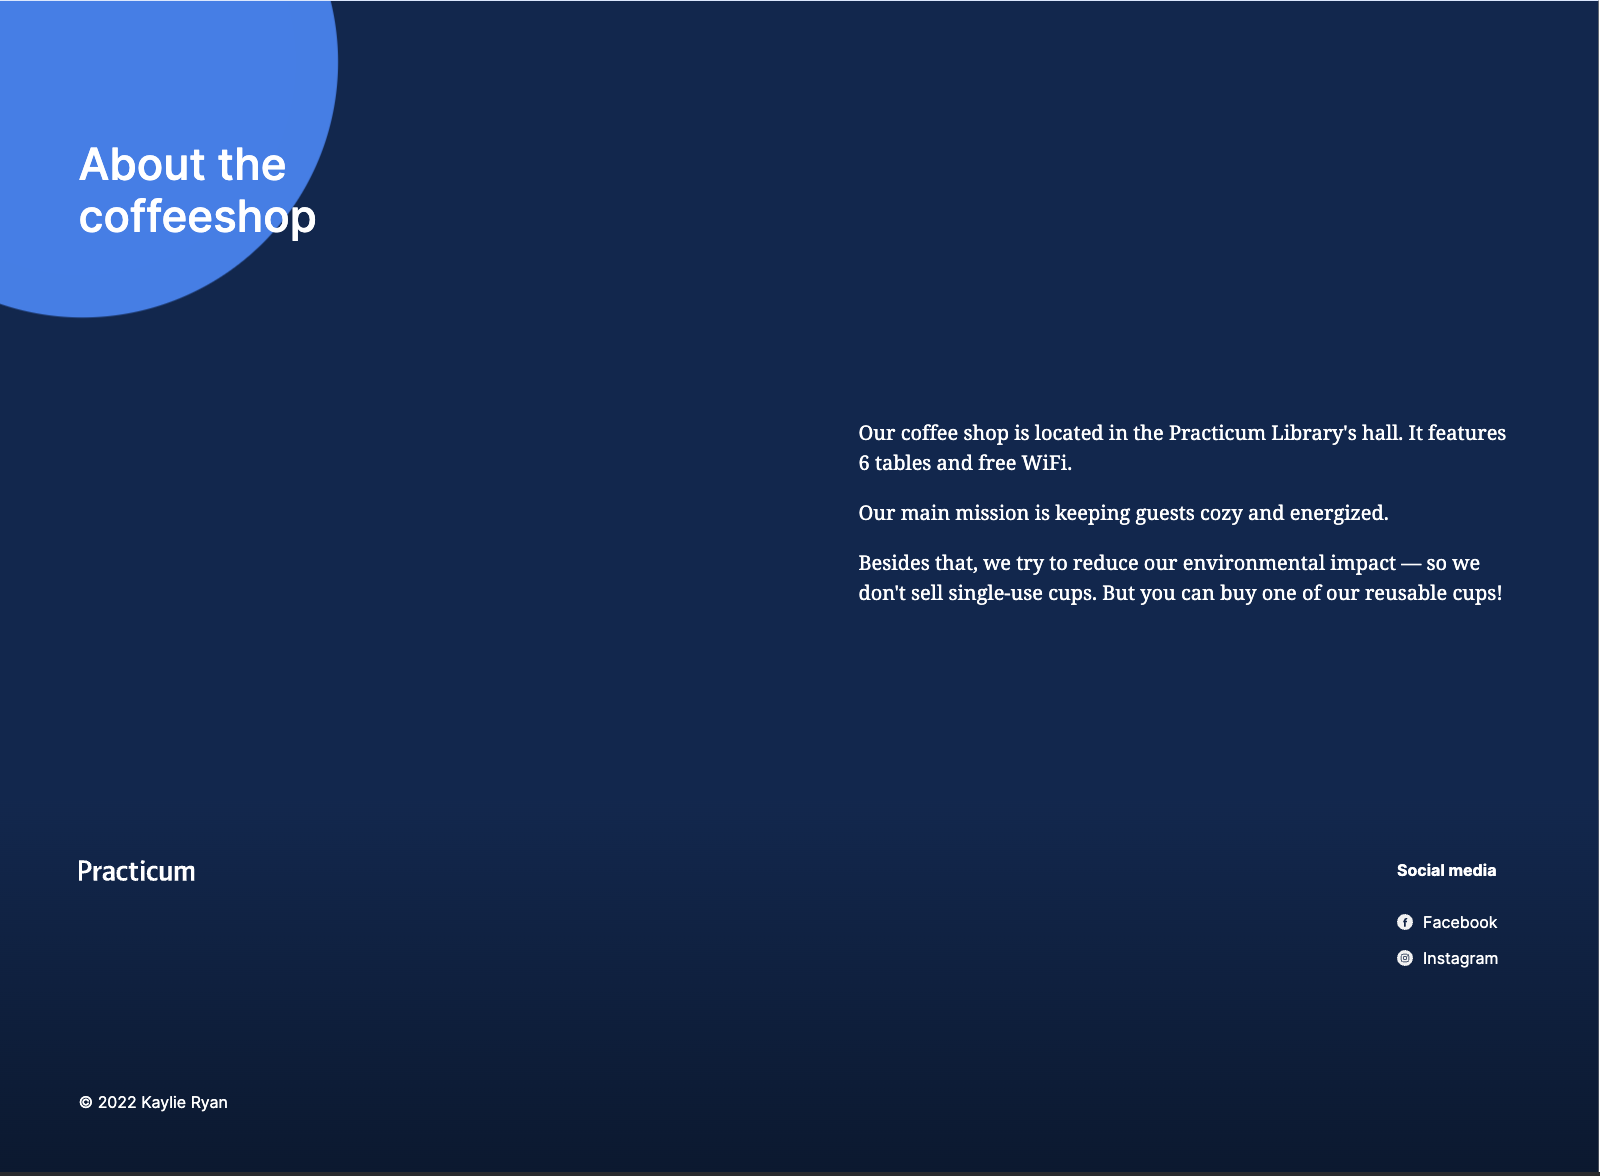 About the
coffeeshop
Our coffee shop is located in the Practicum Library's hall. It features
6 tables and free WiFi.
Our main mission is keeping guests cozy and energized.
Besides that, we try to reduce our environmental impact — so we
don't sell single-use cups. But you can buy one of our reusable cups!
Practicum
Social media
Facebook
Instagram
© 2022 Kaylie Ryan